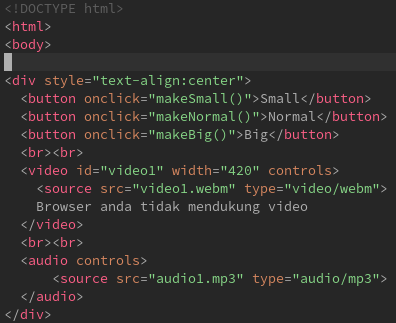 <!DOCTYPE html>
<html>
<body>
<div style="text-align:center">
  <button onclick="makeSmall()">Small</button>
  <button onclick="makeNormal()">Normal</button>
  <button onclick="makeBig()">Big</button>
  <br><br>
  <video id="video1" width="420" controls>
    <source src="video1.webm" type="video/webm">
    Browser anda tidak mendukung video
  </video>
  <br><br>
  <audio controls>
      <source src="audio1.mp3" type="audio/mp3">
  </audio>
</div>